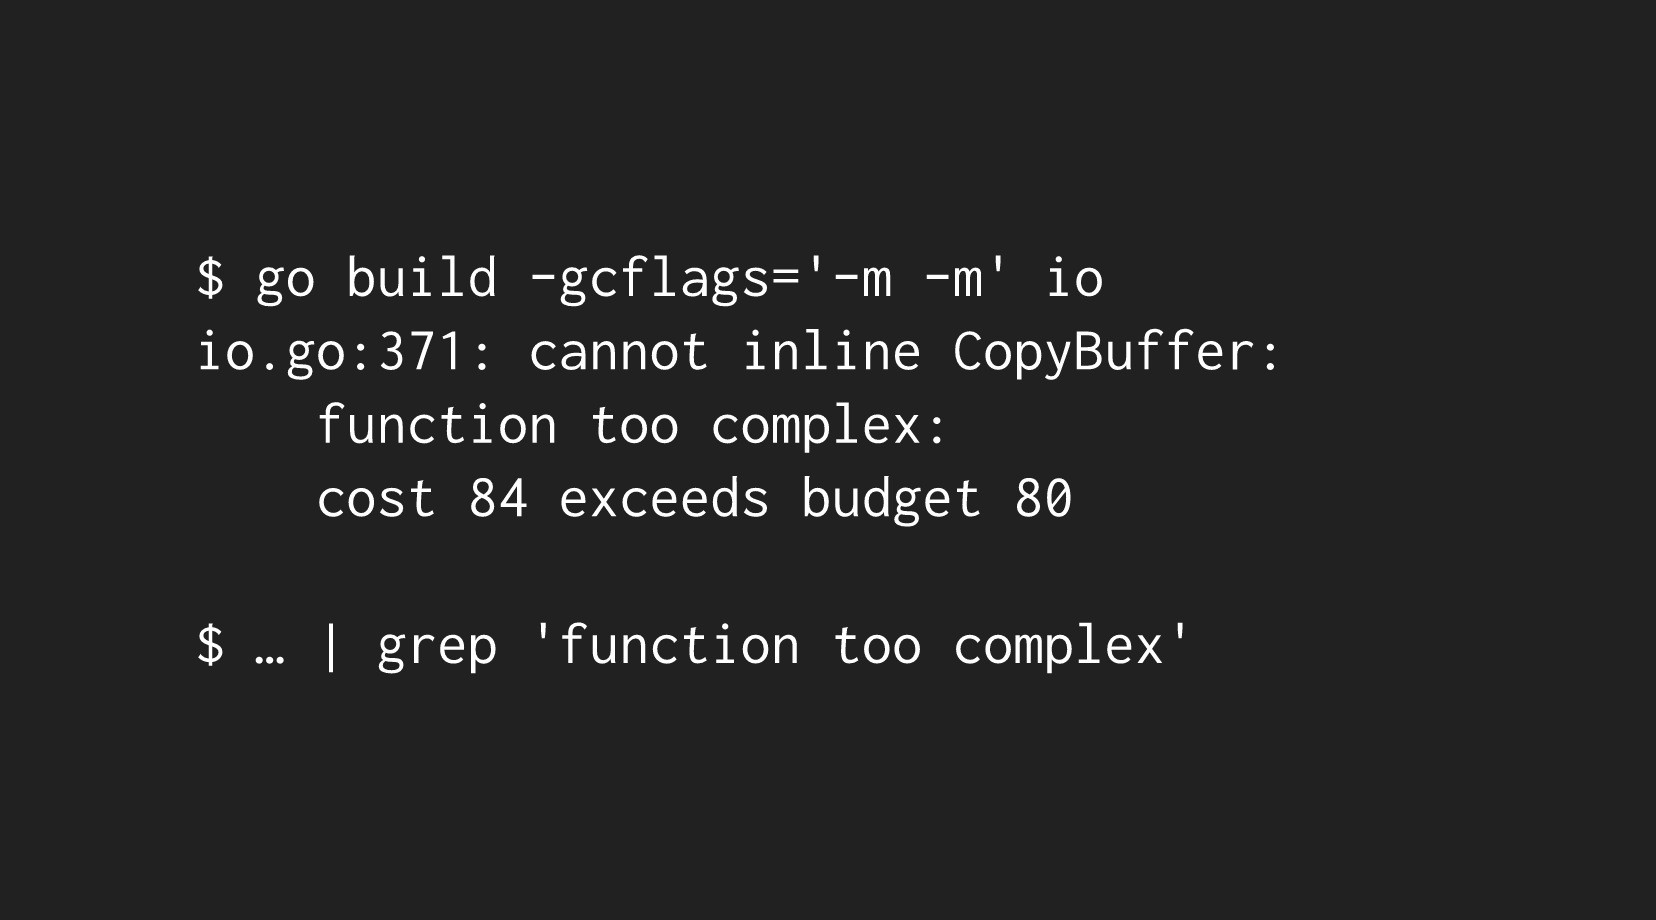 $ go build -gcflags='-m -m' io
io.go:371: cannot inline CopyBuffer:
function too complex:
cost 84 exceeds budget 80
$ … | grep 'function too complex'